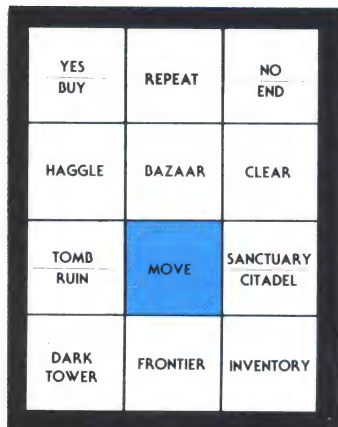 YES
BUY
REPEAT
NO
END
HAGGLE
BAZAAR
CLEAR
TOMB
RUIN
MOVE
SANCTUARY
CITADEL
DARK
TOWER
FRONTIER
INVENTORY